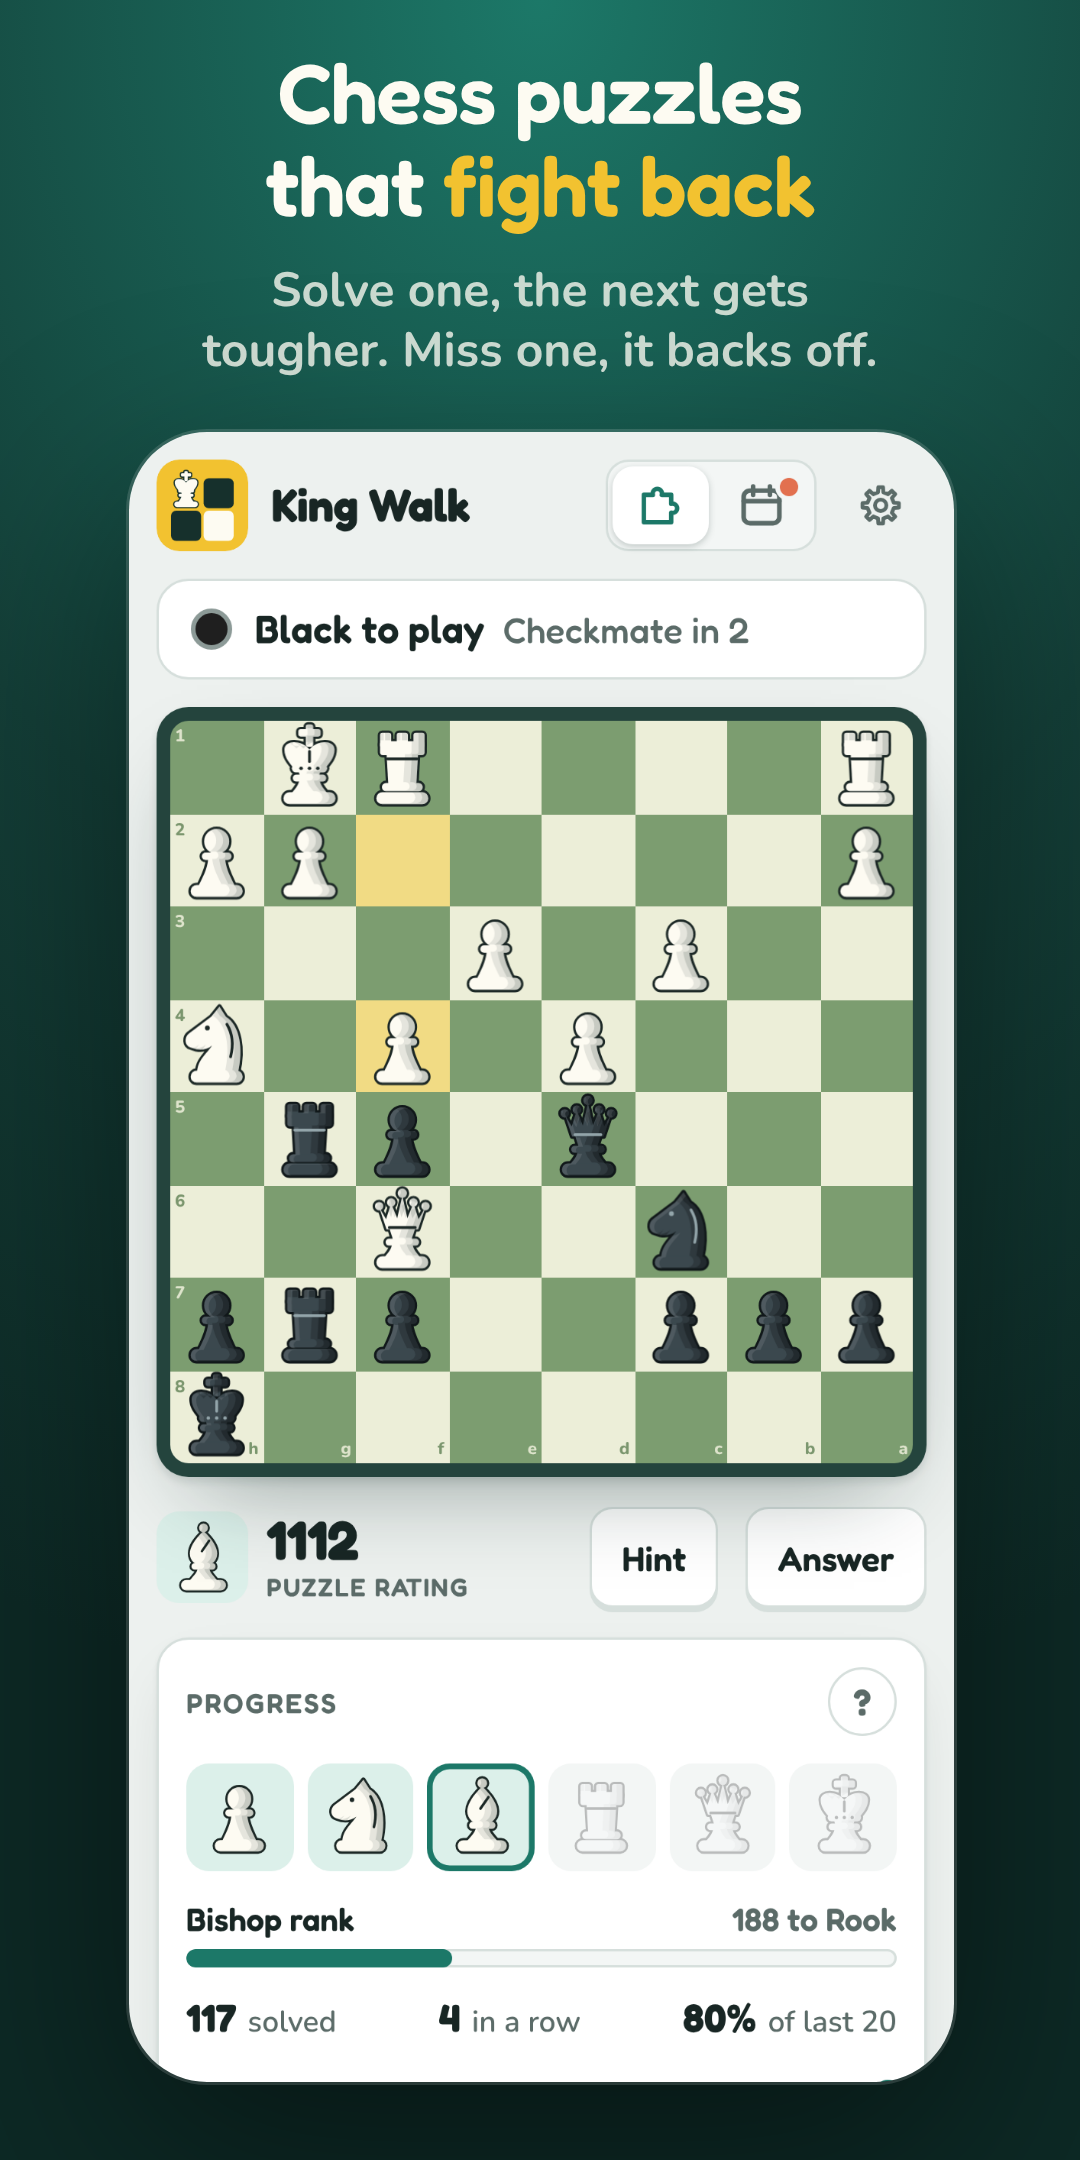 Chess puzzles
that fight back
Solve one, the next gets
tougher. Miss one, it backs off.
King Walk
Black to play Checkmate in 2
1
2
3
4
5
6
7
8
h g f e d c b a
1112
PUZZLE RATING
Hint
Answer
PROGRESS
?
Bishop rank
188 to Rook
117 solved
4 in a row
80% of last 20